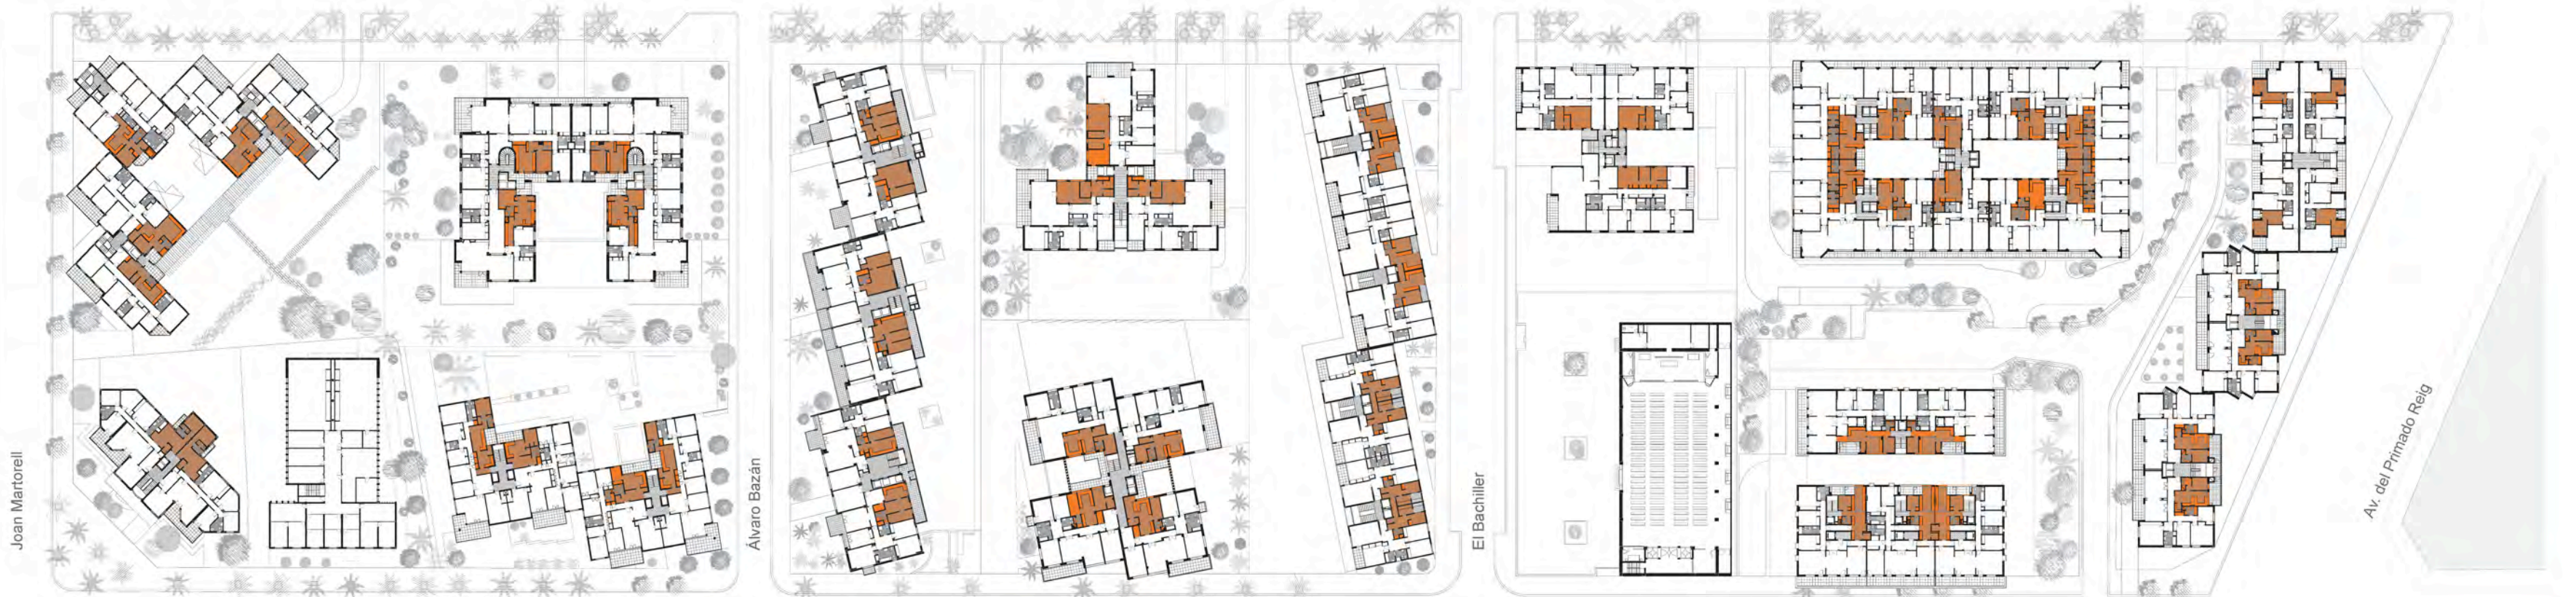 Joan Martorell
Álvaro Bazán
El Bachiller
Av. del Primado Reig